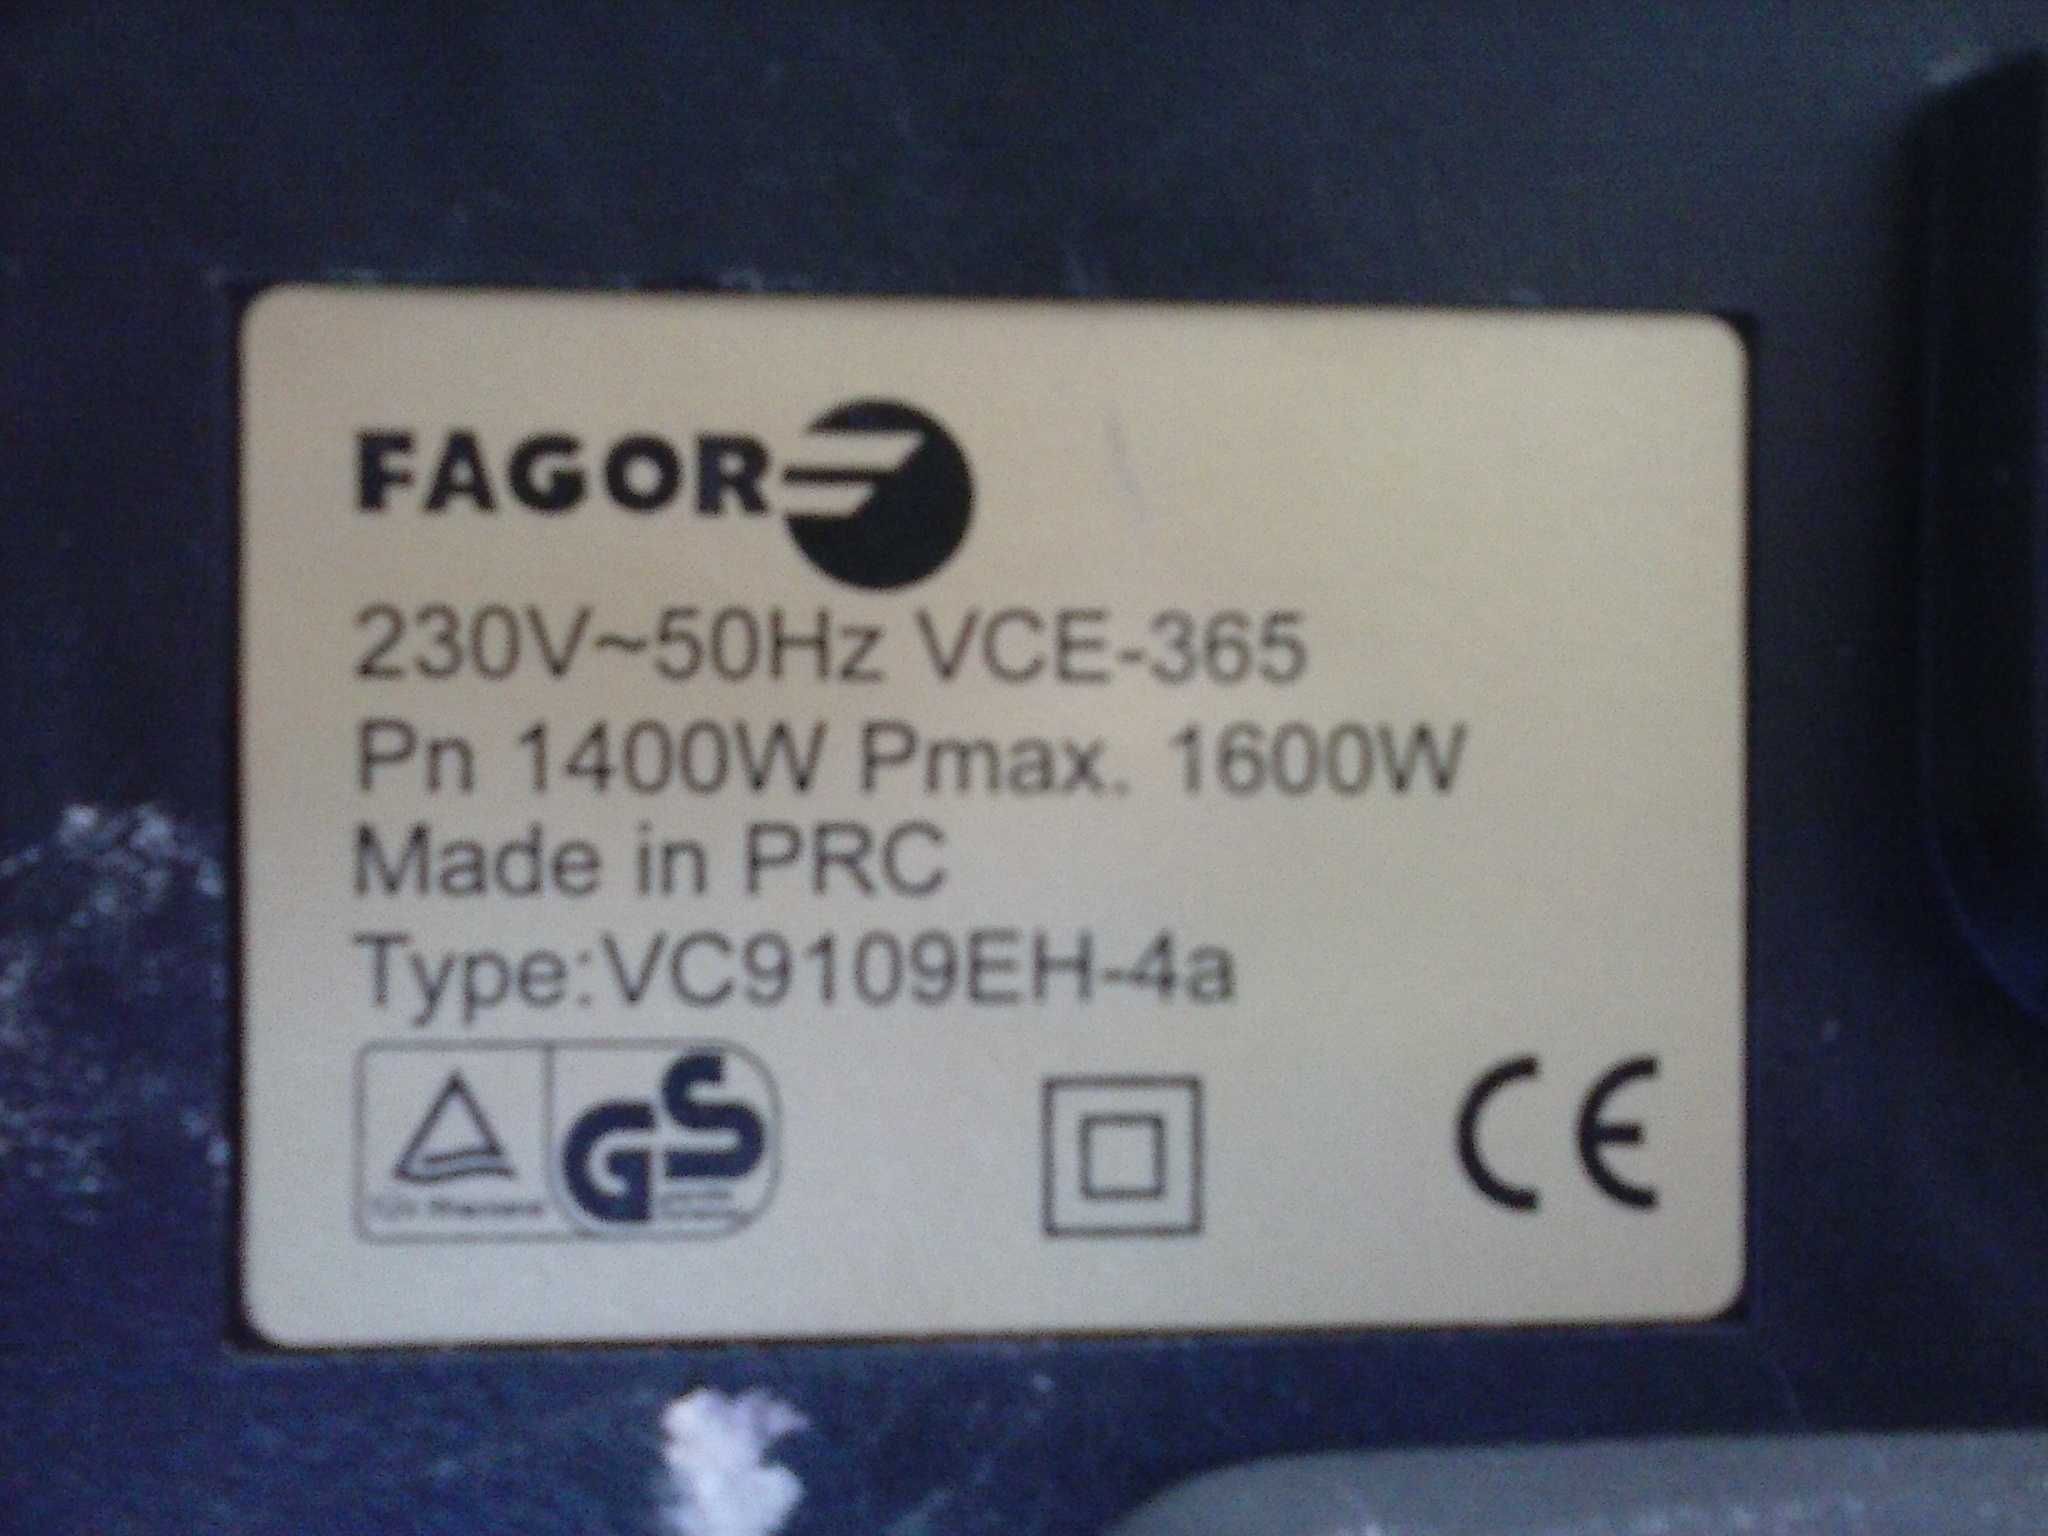 FAGOR
230V~50Hz VCE-365
Pn 1400W Pmax. 1600W
Made in PRC
Type:VC9109EH-4a
GS
CE